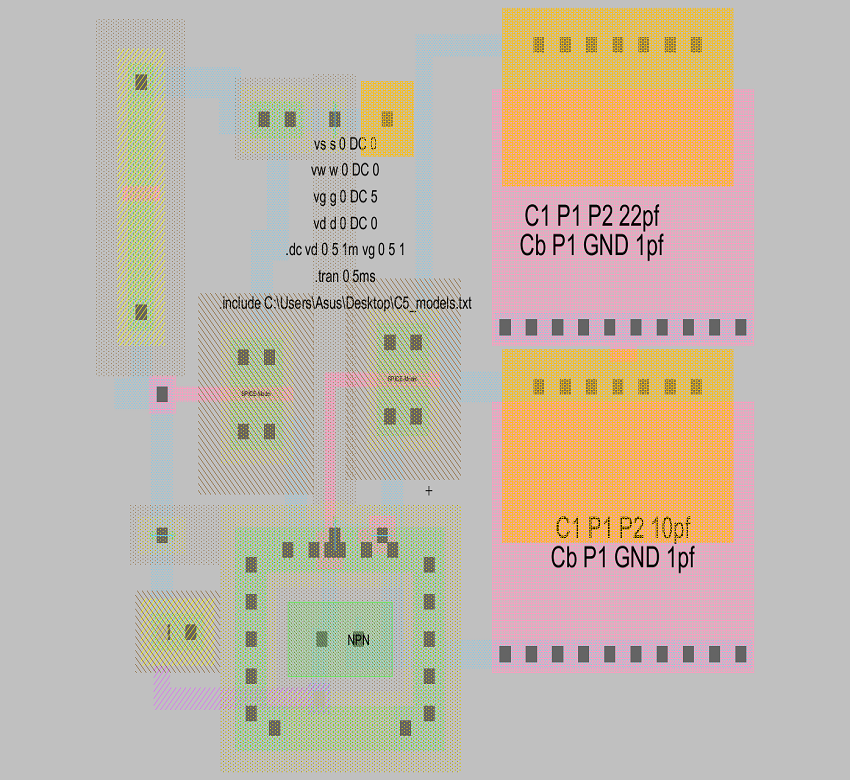 vs s 0 DC 0
vw w 0 DC 0
vg g 0 DC 5
vd d 0 DC 0
.dc vd 0 5 1m vg 0 5 1
.tran 0 5ms
.include C:\Users\Asus\Desktop\C5_models.txt
C1 P1 P2 22pf
Cb P1 GND 1pf
SPICE-Model
SPICE-Model
C1 P1 P2 10pf
Cb P1 GND 1pf
NPN